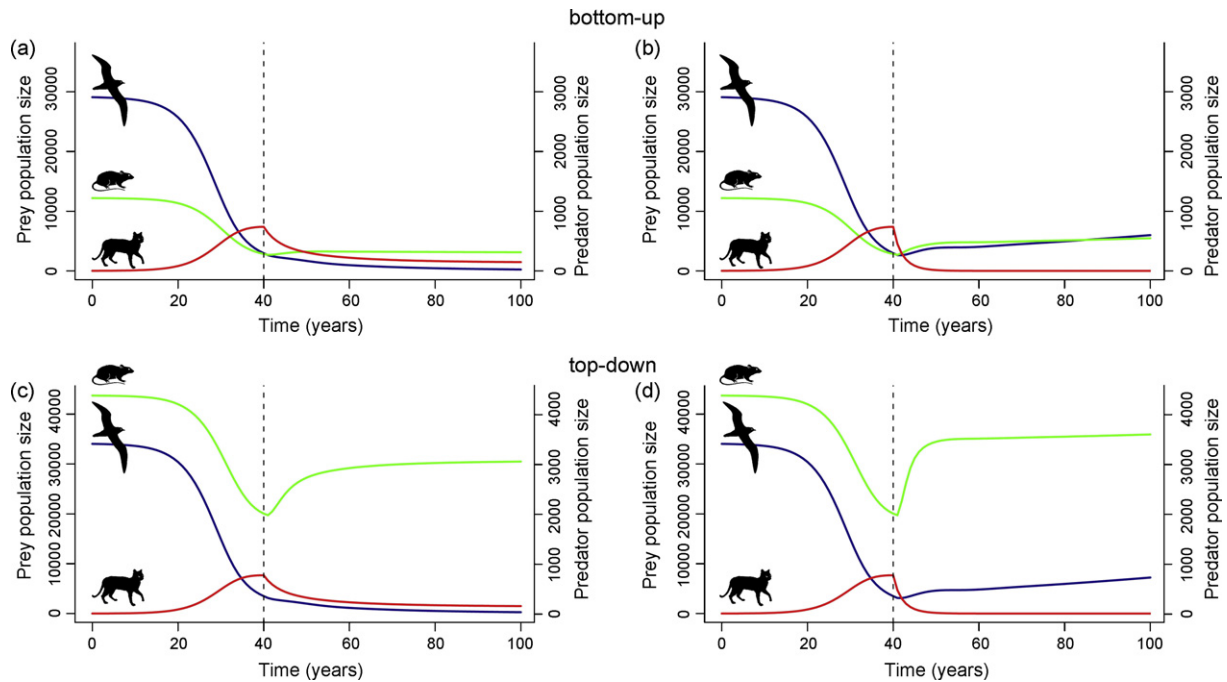 bottom-up
(a)
Prey population size
0 10000 20000 30000
Predator population size
0 1000 2000 3000
0 20 40 60 80 100
Time (years)
(b)
Prey population size
0 10000 20000 30000
Predator population size
0 1000 2000 3000
0 20 40 60 80 100
Time (years)
top-down
(c)
Prey population size
0 10000 20000 30000 40000
Predator population size
0 1000 2000 3000 4000
0 20 40 60 80 100
Time (years)
(d)
Prey population size
0 10000 20000 30000 40000
Predator population size
0 1000 2000 3000 4000
0 20 40 60 80 100
Time (years)